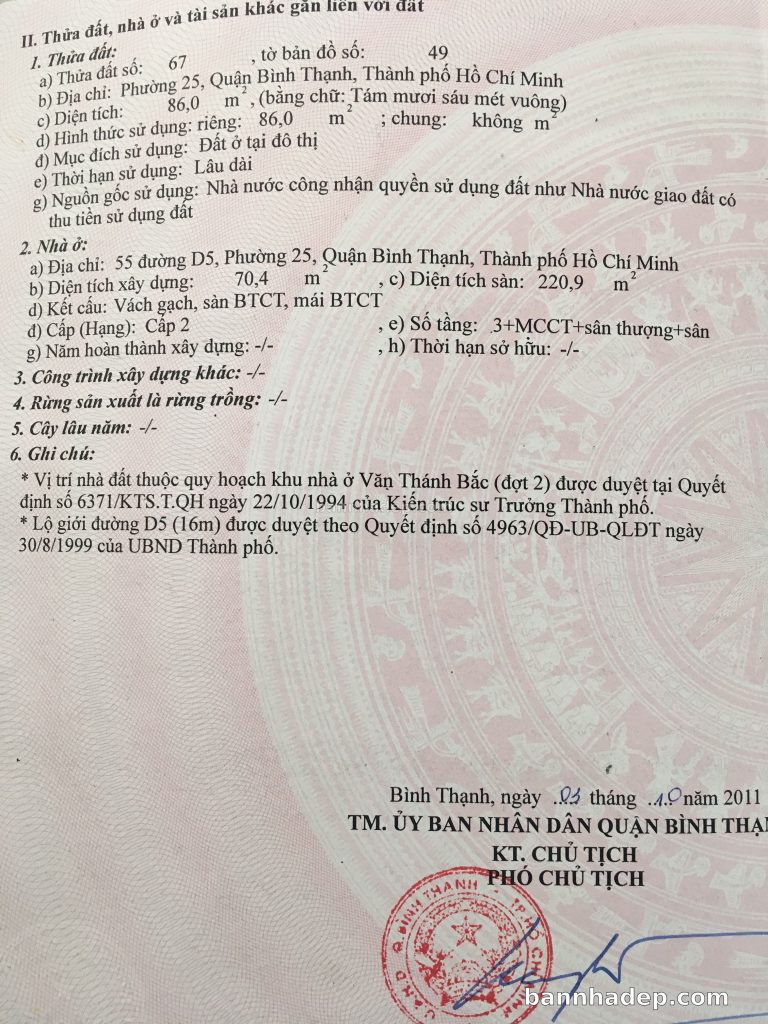 II. Thửa đất, nhà ở và tài sản khác gắn liền với đất
1. Thửa đất:
a) Thửa đất số: 67 , tờ bản đồ số: 49
b) Địa chỉ: Phường 25, Quận Bình Thạnh, Thành phố Hồ Chí Minh
c) Diện tích: 86,0 m², (bằng chữ: Tám mươi sáu mét vuông)
d) Hình thức sử dụng: riêng: 86,0 m² ; chung: không m²
đ) Mục đích sử dụng: Đất ở tại đô thị
e) Thời hạn sử dụng: Lâu dài
g) Nguồn gốc sử dụng: Nhà nước công nhận quyền sử dụng đất như Nhà nước giao đất có
thu tiền sử dụng đất
2. Nhà ở:
a) Địa chỉ: 55 đường D5, Phường 25, Quận Bình Thạnh, Thành phố Hồ Chí Minh
b) Diện tích xây dựng: 70,4 m² , c) Diện tích sàn: 220,9 m²
d) Kết cấu: Vách gạch, sàn BTCT, mái BTCT
đ) Cấp (Hạng): Cấp 2 , e) Số tầng: 3+MCCT+sân thượng+sân
g) Năm hoàn thành xây dựng: -/- , h) Thời hạn sở hữu: -/-
3. Công trình xây dựng khác: -/-
4. Rừng sản xuất là rừng trồng: -/-
5. Cây lâu năm: -/-
6. Ghi chú:
* Vị trí nhà đất thuộc quy hoạch khu nhà ở Văn Thánh Bắc (đợt 2) được duyệt tại Quyết
định số 6371/KTS.T.QH ngày 22/10/1994 của Kiến trúc sư Trưởng Thành phố.
* Lộ giới đường D5 (16m) được duyệt theo Quyết định số 4963/QĐ-UB-QLĐT ngày
30/8/1999 của UBND Thành phố.
Bình Thạnh, ngày ..03 tháng ..10 năm 2011
TM. ỦY BAN NHÂN DÂN QUẬN BÌNH THẠN
KT. CHỦ TỊCH
PHÓ CHỦ TỊCH
U.B.N.D Q.BÌNH THẠNH - T.P.HỒ CHÍ MINH
bannhadep.com